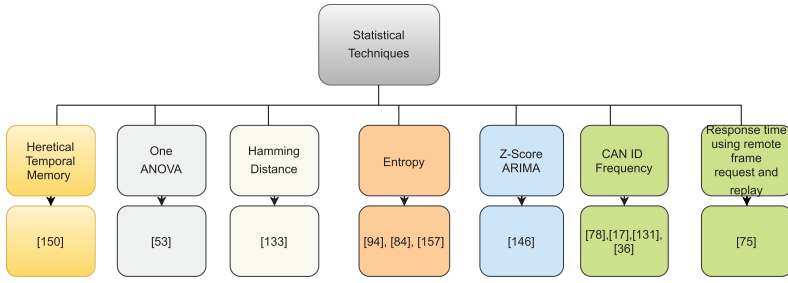 Statistical
Techniques
Heretical
Temporal
Memory
One
ANOVA
Hamming
Distance
Entropy
Z-Score
ARIMA
CAN ID
Frequency
Response time
using remote
frame
request and
replay
[150]
[53]
[133]
[94], [84], [157]
[146]
[78],[17],[131],
[36]
[75]